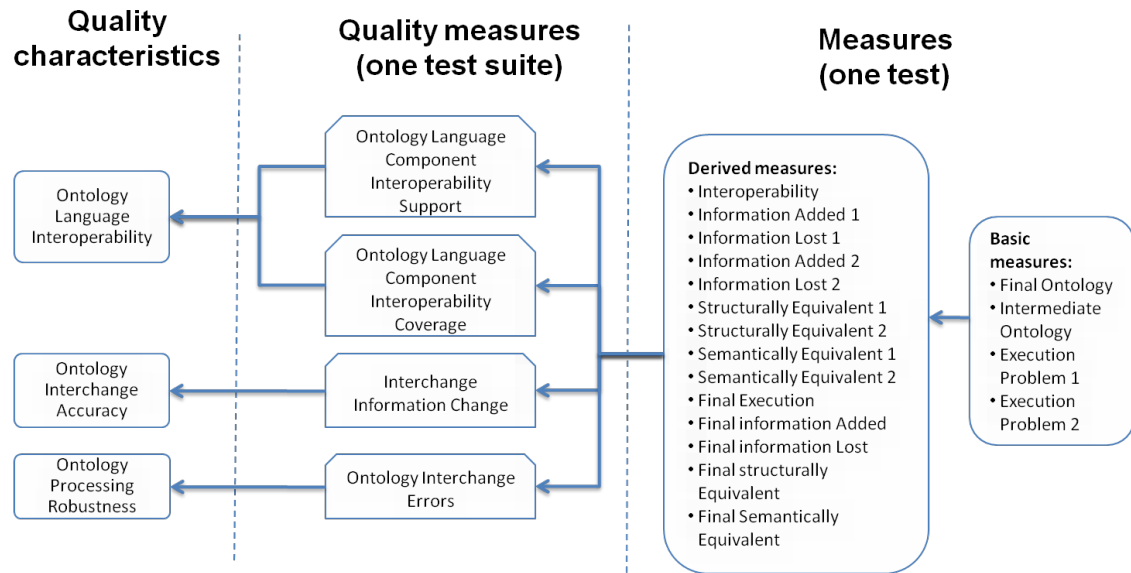 Quality
characteristics
Quality measures
(one test suite)
Measures
(one test)
Ontology
Language
Interoperability
Ontology
Interchange
Accuracy
Ontology
Processing
Robustness
Ontology Language
Component
Interoperability
Support
Ontology Language
Component
Interoperability
Coverage
Interchange
Information Change
Ontology Interchange
Errors
Derived measures:
• Interoperability
• Information Added 1
• Information Lost 1
• Information Added 2
• Information Lost 2
• Structurally Equivalent 1
• Structurally Equivalent 2
• Semantically Equivalent 1
• Semantically Equivalent 2
• Final Execution
• Final information Added
• Final information Lost
• Final structurally
Equivalent
• Final Semantically
Equivalent
Basic
measures:
• Final Ontology
• Intermediate
Ontology
• Execution
Problem 1
• Execution
Problem 2